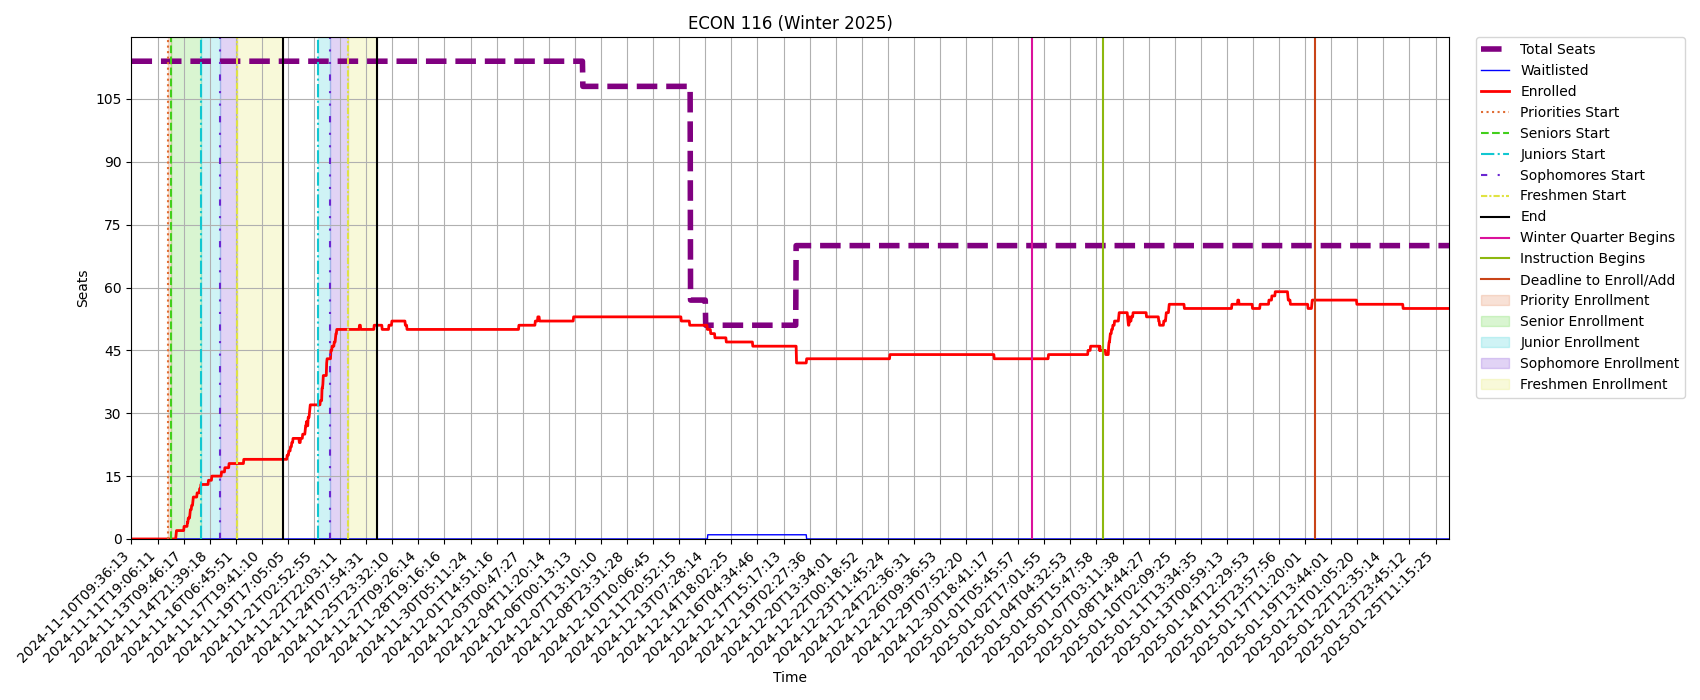 ECON 116 (Winter 2025)
Seats
105
90
75
60
45
30
15
0
2024-11-10T09:36:13
2024-11-11T19:06:11
2024-11-13T09:46:17
2024-11-14T21:39:18
2024-11-16T06:45:51
2024-11-17T19:41:10
2024-11-19T17:05:05
2024-11-21T02:52:55
2024-11-22T22:03:11
2024-11-24T07:54:31
2024-11-25T23:32:10
2024-11-27T09:26:14
2024-11-28T19:16:16
2024-11-30T05:11:24
2024-12-01T14:51:16
2024-12-03T00:47:27
2024-12-04T11:20:14
2024-12-06T00:13:13
2024-12-07T13:10:10
2024-12-08T23:31:28
2024-12-10T10:06:45
2024-12-11T20:52:15
2024-12-13T07:28:14
2024-12-14T18:02:25
2024-12-16T04:34:46
2024-12-17T15:17:13
2024-12-19T02:27:36
2024-12-20T13:34:01
2024-12-22T00:18:52
2024-12-23T11:45:24
2024-12-24T22:36:31
2024-12-26T09:36:53
2024-12-29T07:52:20
2024-12-30T18:41:17
2025-01-01T05:45:57
2025-01-02T17:01:55
2025-01-04T04:32:53
2025-01-05T15:47:58
2025-01-07T03:11:38
2025-01-08T14:44:27
2025-01-10T02:09:25
2025-01-11T13:34:35
2025-01-13T00:59:13
2025-01-14T12:29:53
2025-01-15T23:57:56
2025-01-17T11:20:01
2025-01-19T13:44:01
2025-01-21T01:05:20
2025-01-22T12:35:14
2025-01-23T23:45:12
2025-01-25T11:15:25
Time
Total Seats
Waitlisted
Enrolled
Priorities Start
Seniors Start
Juniors Start
Sophomores Start
Freshmen Start
End
Winter Quarter Begins
Instruction Begins
Deadline to Enroll/Add
Priority Enrollment
Senior Enrollment
Junior Enrollment
Sophomore Enrollment
Freshmen Enrollment